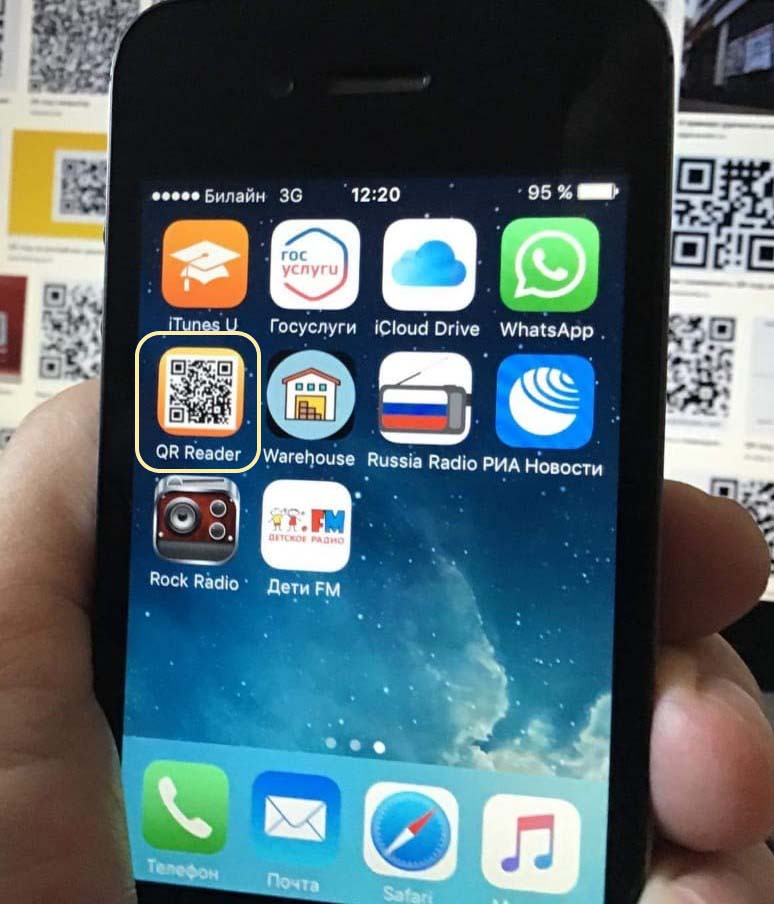 Билайн 3G 12:20 95 %
гос
услуги
iTunes U Госуслуги iCloud Drive WhatsApp
QR Reader Warehouse Russia Radio РИА Новости
.FM
ДЕТСКОЕ РАДИО
Rock Radio Дети FM
Телефон Почта Safari